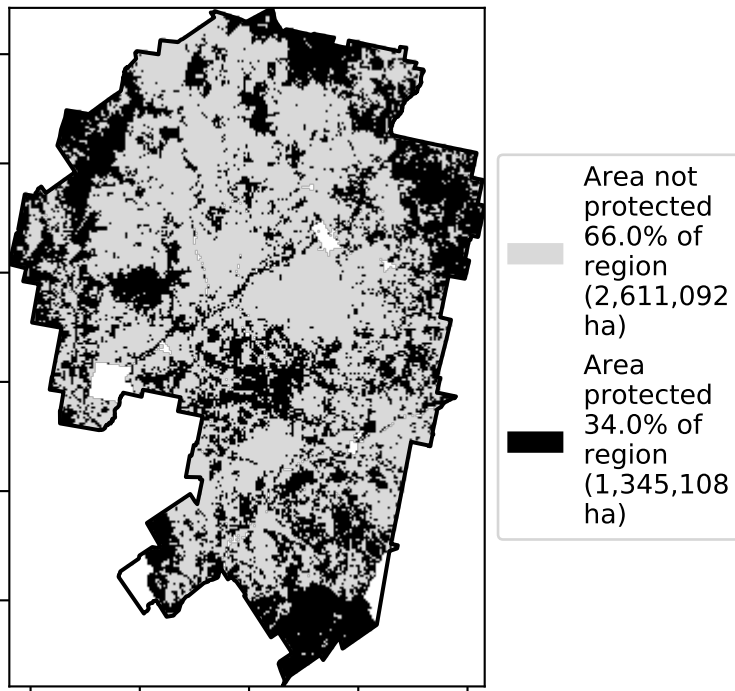 Area not
protected
66.0% of
region
(2,611,092
ha)
Area
protected
34.0% of
region
(1,345,108
ha)